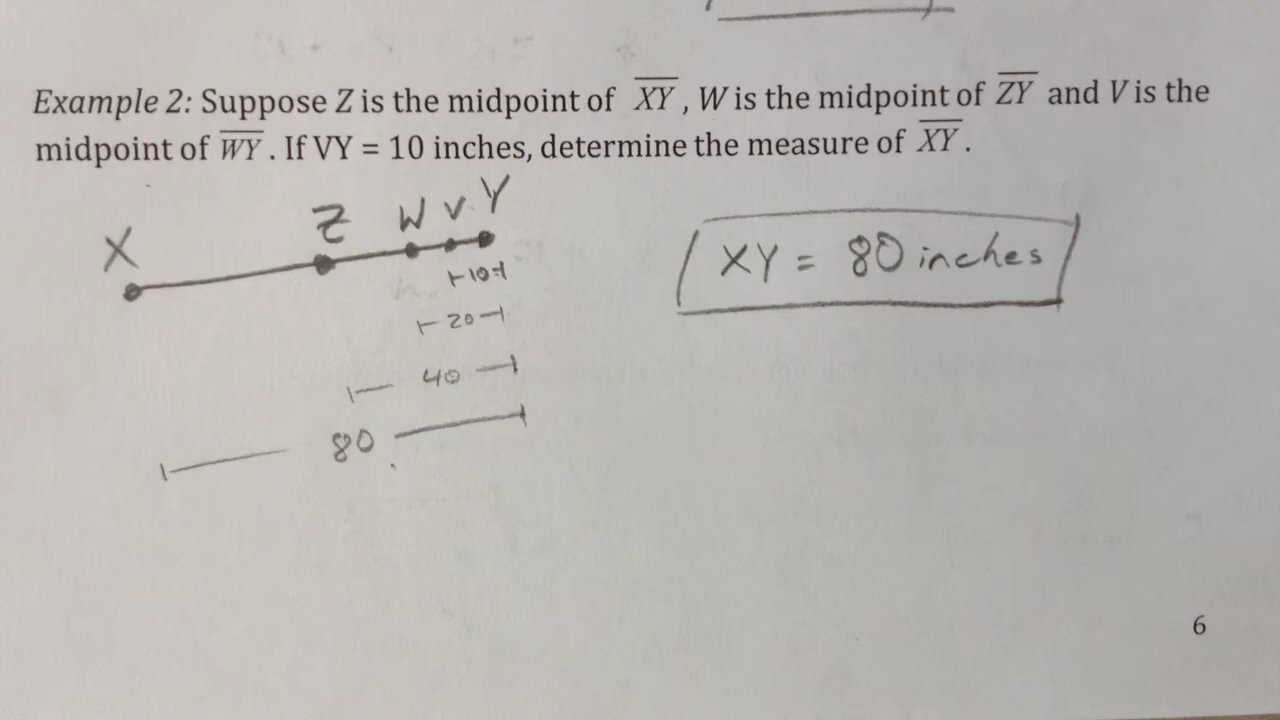 Example 2: Suppose Z is the midpoint of XY, W is the midpoint of ZY and V is the
midpoint of WY. If VY = 10 inches, determine the measure of XY.
X Z W V Y
10
20
40
80
XY = 80 inches
6